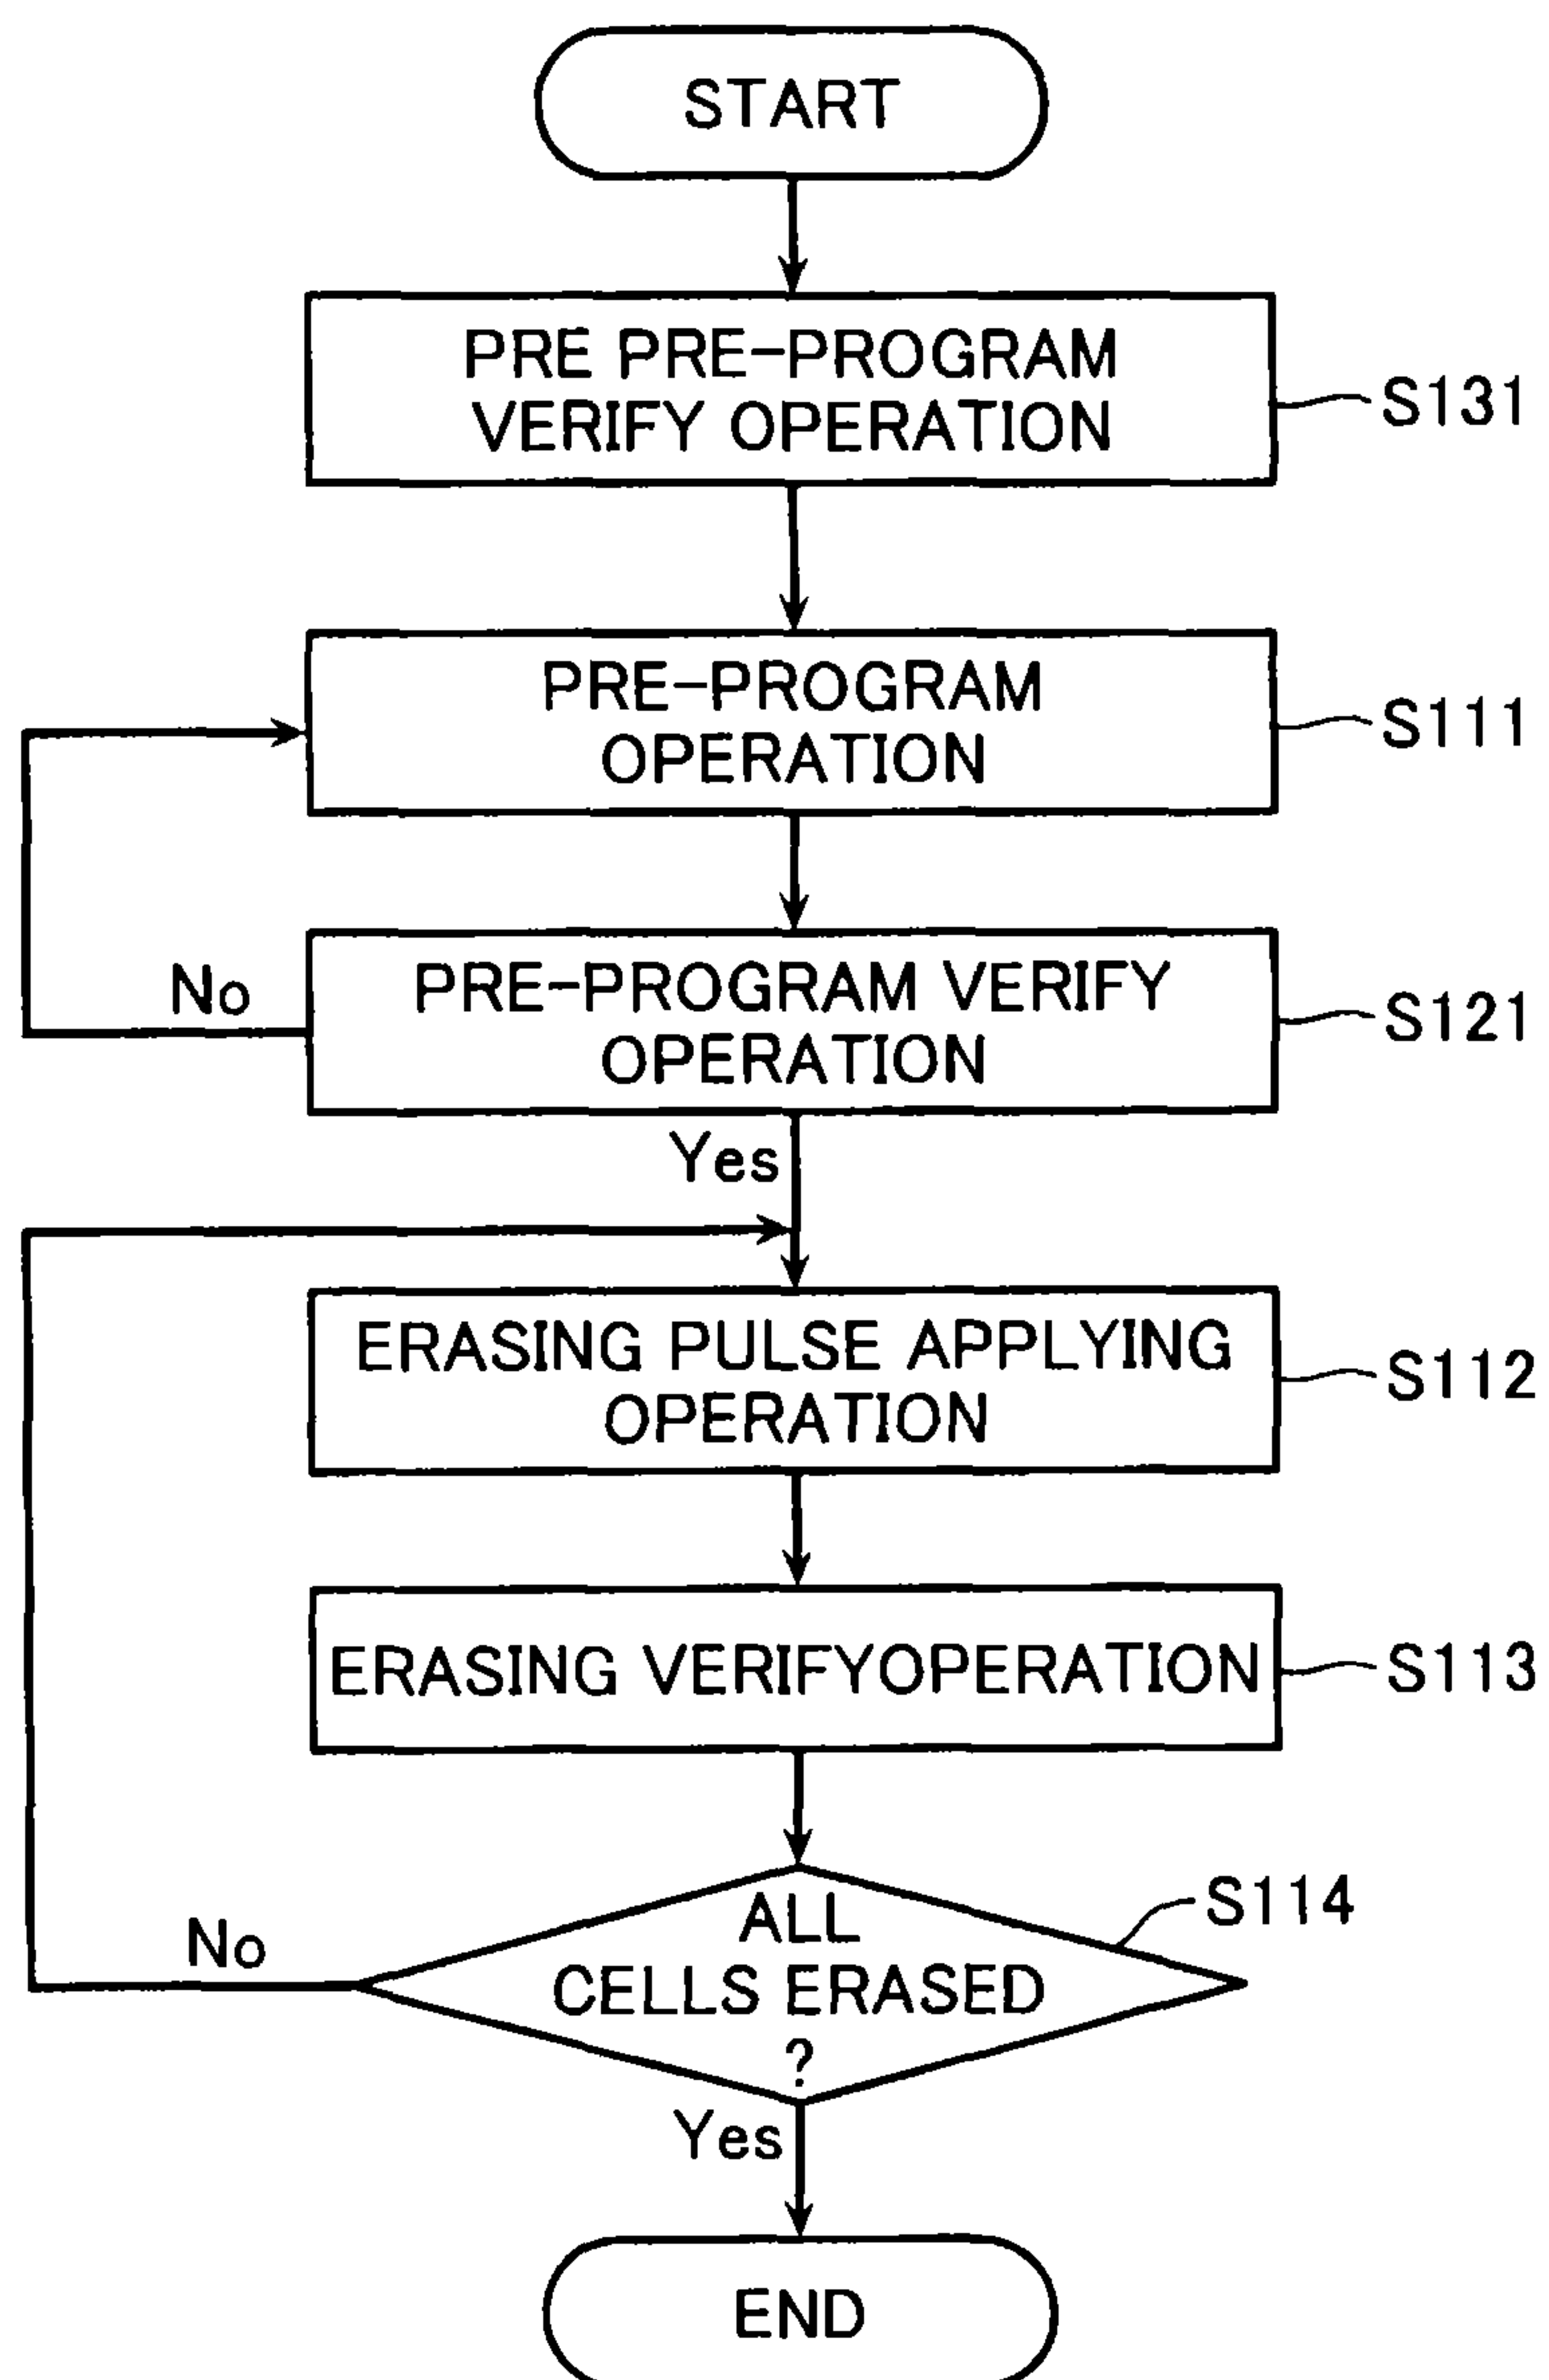 START
PRE PRE-PROGRAM
VERIFY OPERATION
S131
PRE-PROGRAM
OPERATION
S111
PRE-PROGRAM VERIFY
OPERATION
S121
No
Yes
ERASING PULSE APPLYING
OPERATION
S112
ERASING VERIFYOPERATION
S113
ALL
CELLS ERASED
?
S114
No
Yes
END